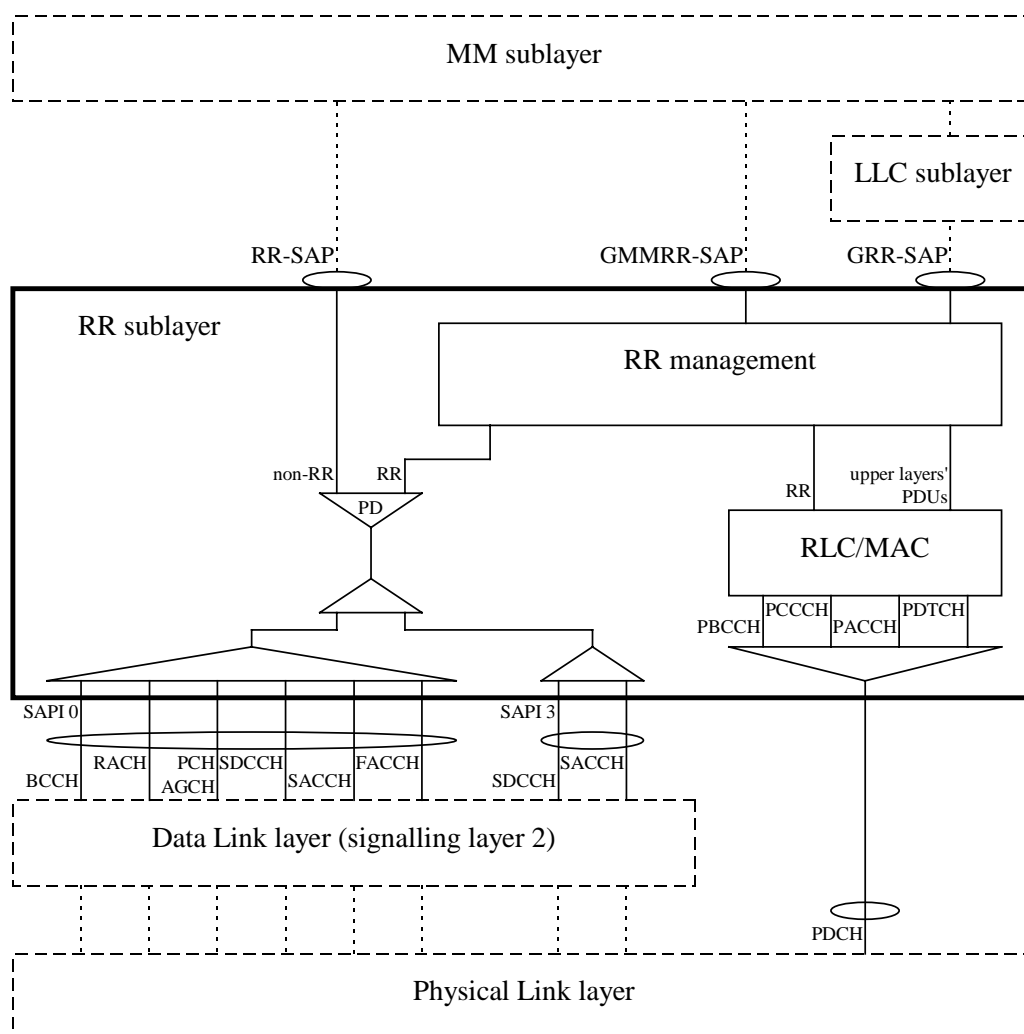 MM sublayer
LLC sublayer
RR-SAP
GMMRR-SAP
GRR-SAP
RR sublayer
RR management
non-RR
RR
PD
RR
upper layers'
PDUs
RLC/MAC
PBCCH
PCCCH
PACCH
PDTCH
SAPI 0
SAPI 3
BCCH
RACH
PCH
AGCH
SDCCH
SACCH
FACCH
SDCCH
SACCH
Data Link layer (signalling layer 2)
PDCH
Physical Link layer